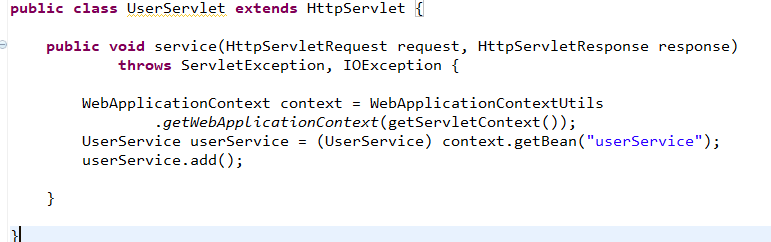 public class UserServlet extends HttpServlet {
public void service(HttpServletRequest request, HttpServletResponse response)
throws ServletException, IOException {
WebApplicationContext context = WebApplicationContextUtils
.getWebApplicationContext(getServletContext());
UserService userService = (UserService) context.getBean("userService");
userService.add();
}
}